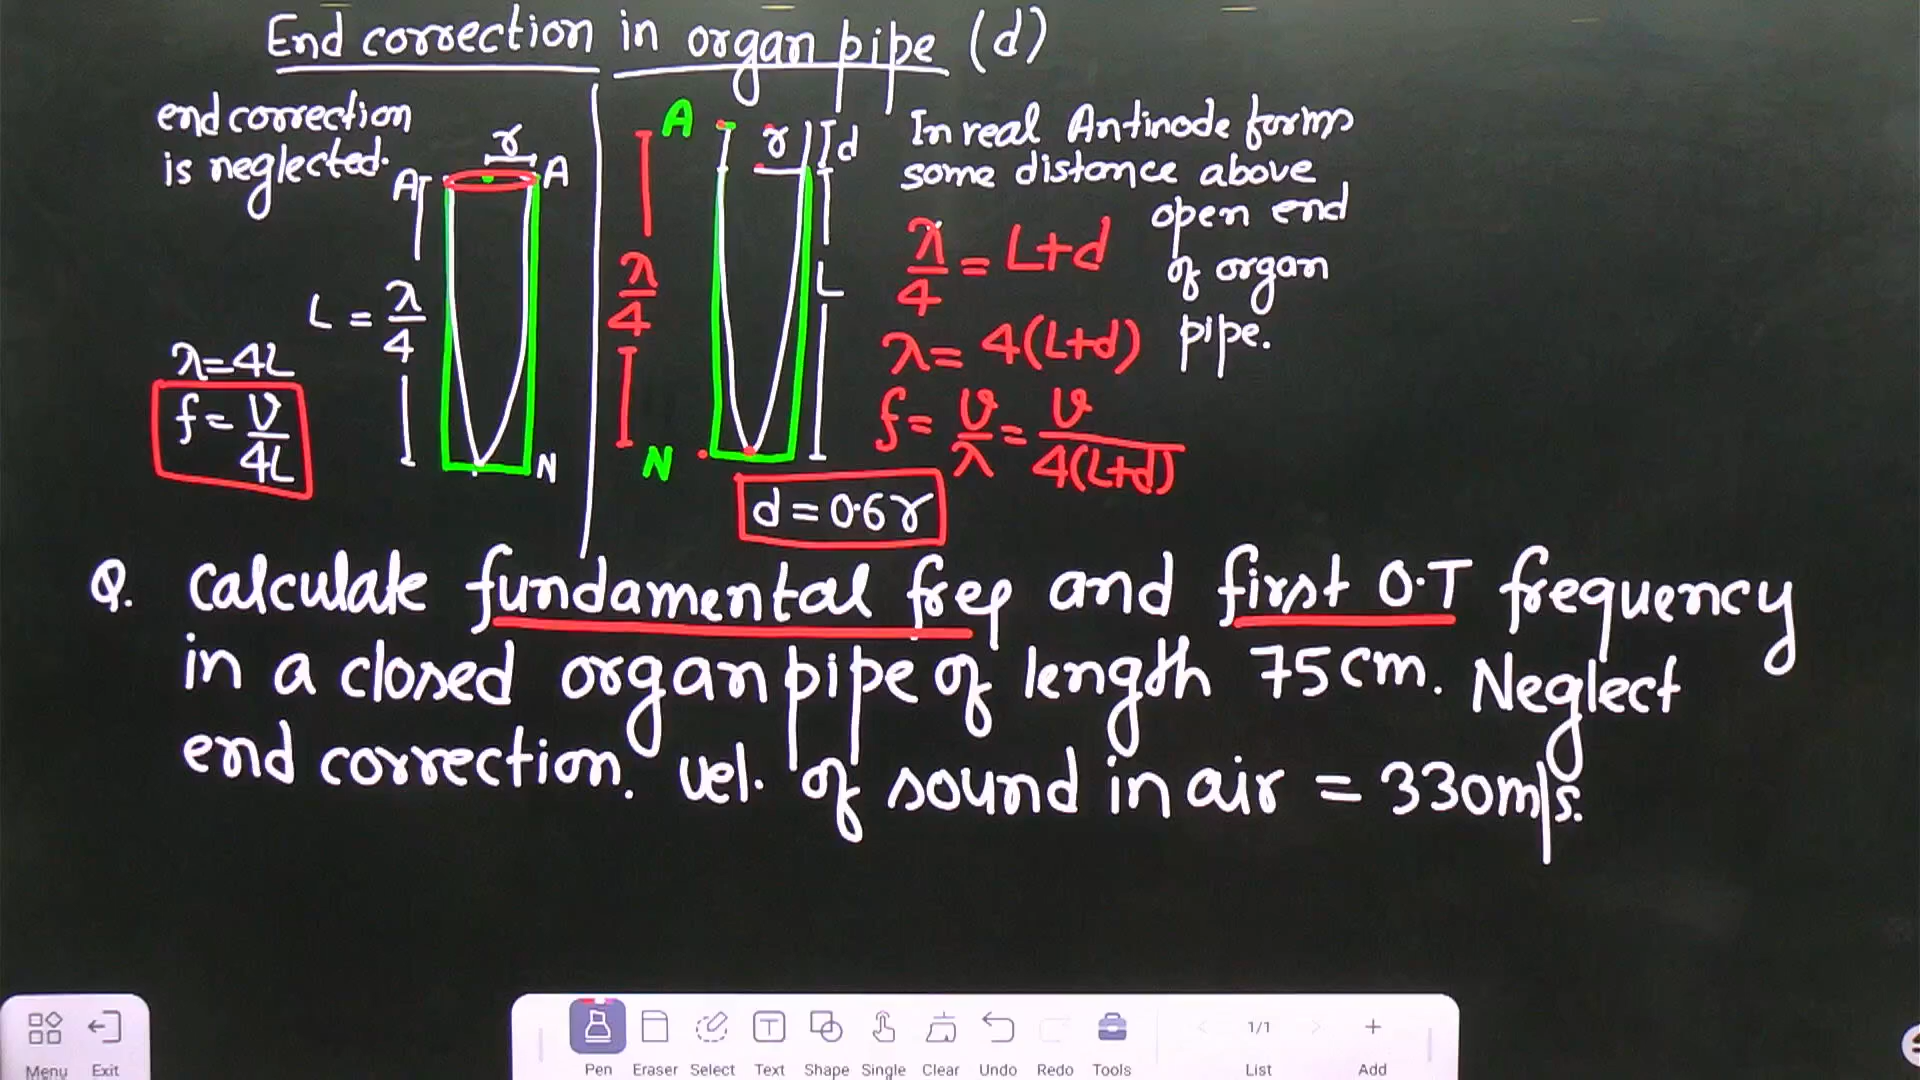 End correction in organ pipe (d)
end correction
is neglected.
r
A
A
L = λ/4
λ=4L
f = v/4L
N
A
r
d
λ/4
L
N
d = 0.6r
In real Antinode forms
some distance above
open end
of organ
pipe.
λ/4 = L+d
λ = 4(L+d)
f = v/λ = v/4(L+d)
Q. Calculate fundamental freq and first O.T frequency
in a closed organ pipe of length 75cm. Neglect
end correction. Vel. of sound in air = 330m/s.
Menu Exit
Pen Eraser Select Text Shape Single Clear Undo Redo Tools
1/1
List
Add